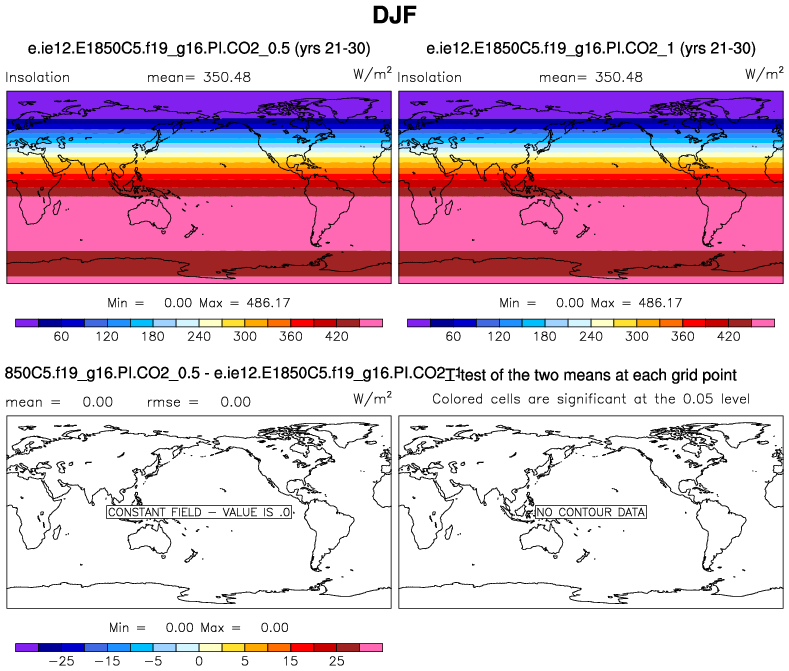 DJF
e.ie12.E1850C5.f19_g16.PI.CO2_0.5 (yrs 21-30)
Insolation mean= 350.48 W/m²
Min = 0.00 Max = 486.17
60 120 180 240 300 360 420
e.ie12.E1850C5.f19_g16.PI.CO2_1 (yrs 21-30)
Insolation mean= 350.48 W/m²
Min = 0.00 Max = 486.17
60 120 180 240 300 360 420
850C5.f19_g16.PI.CO2_0.5 - e.ie12.E1850C5.f19_g16.PI.CO2_1
mean = 0.00 rmse = 0.00 W/m²
CONSTANT FIELD - VALUE IS .0
Min = 0.00 Max = 0.00
-25 -15 -5 0 5 15 25
T-test of the two means at each grid point
Colored cells are significant at the 0.05 level
NO CONTOUR DATA